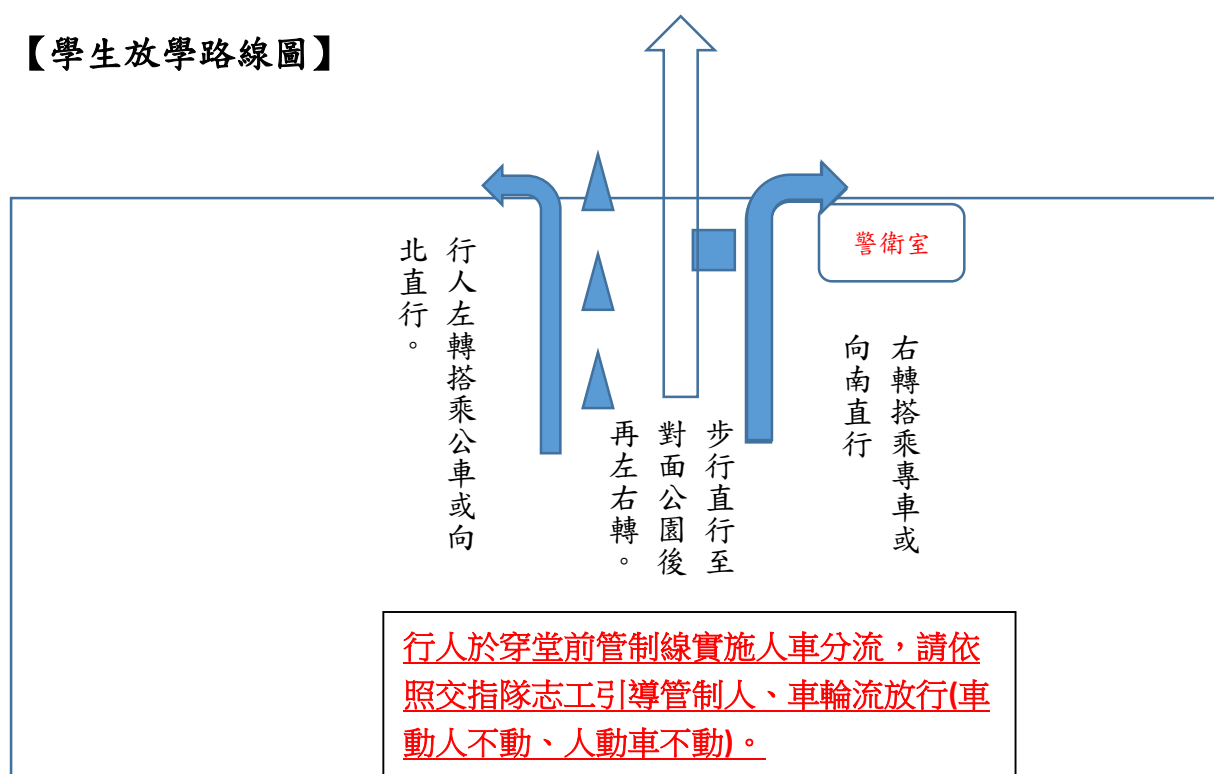 【學生放學路線圖】
警衛室
行人左轉搭乘公車或向
北直行。
步行直行至
對面公園後
再左右轉。
右轉搭乘專車或
向南直行
行人於穿堂前管制線實施人車分流，請依
照交指隊志工引導管制人、車輪流放行(車
動人不動、人動車不動)。